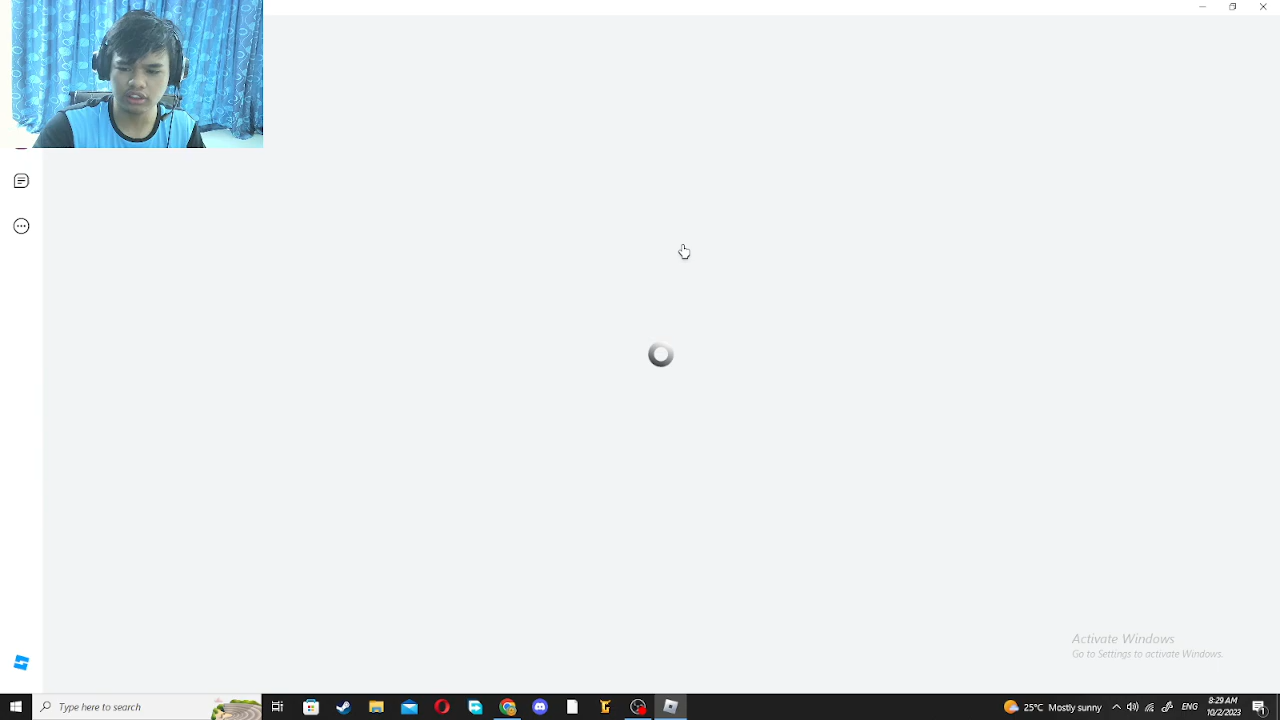 Activate Windows
Go to Settings to activate Windows.
Type here to search
25°C Mostly sunny
ENG
8:29 AM
10/2/2023
1